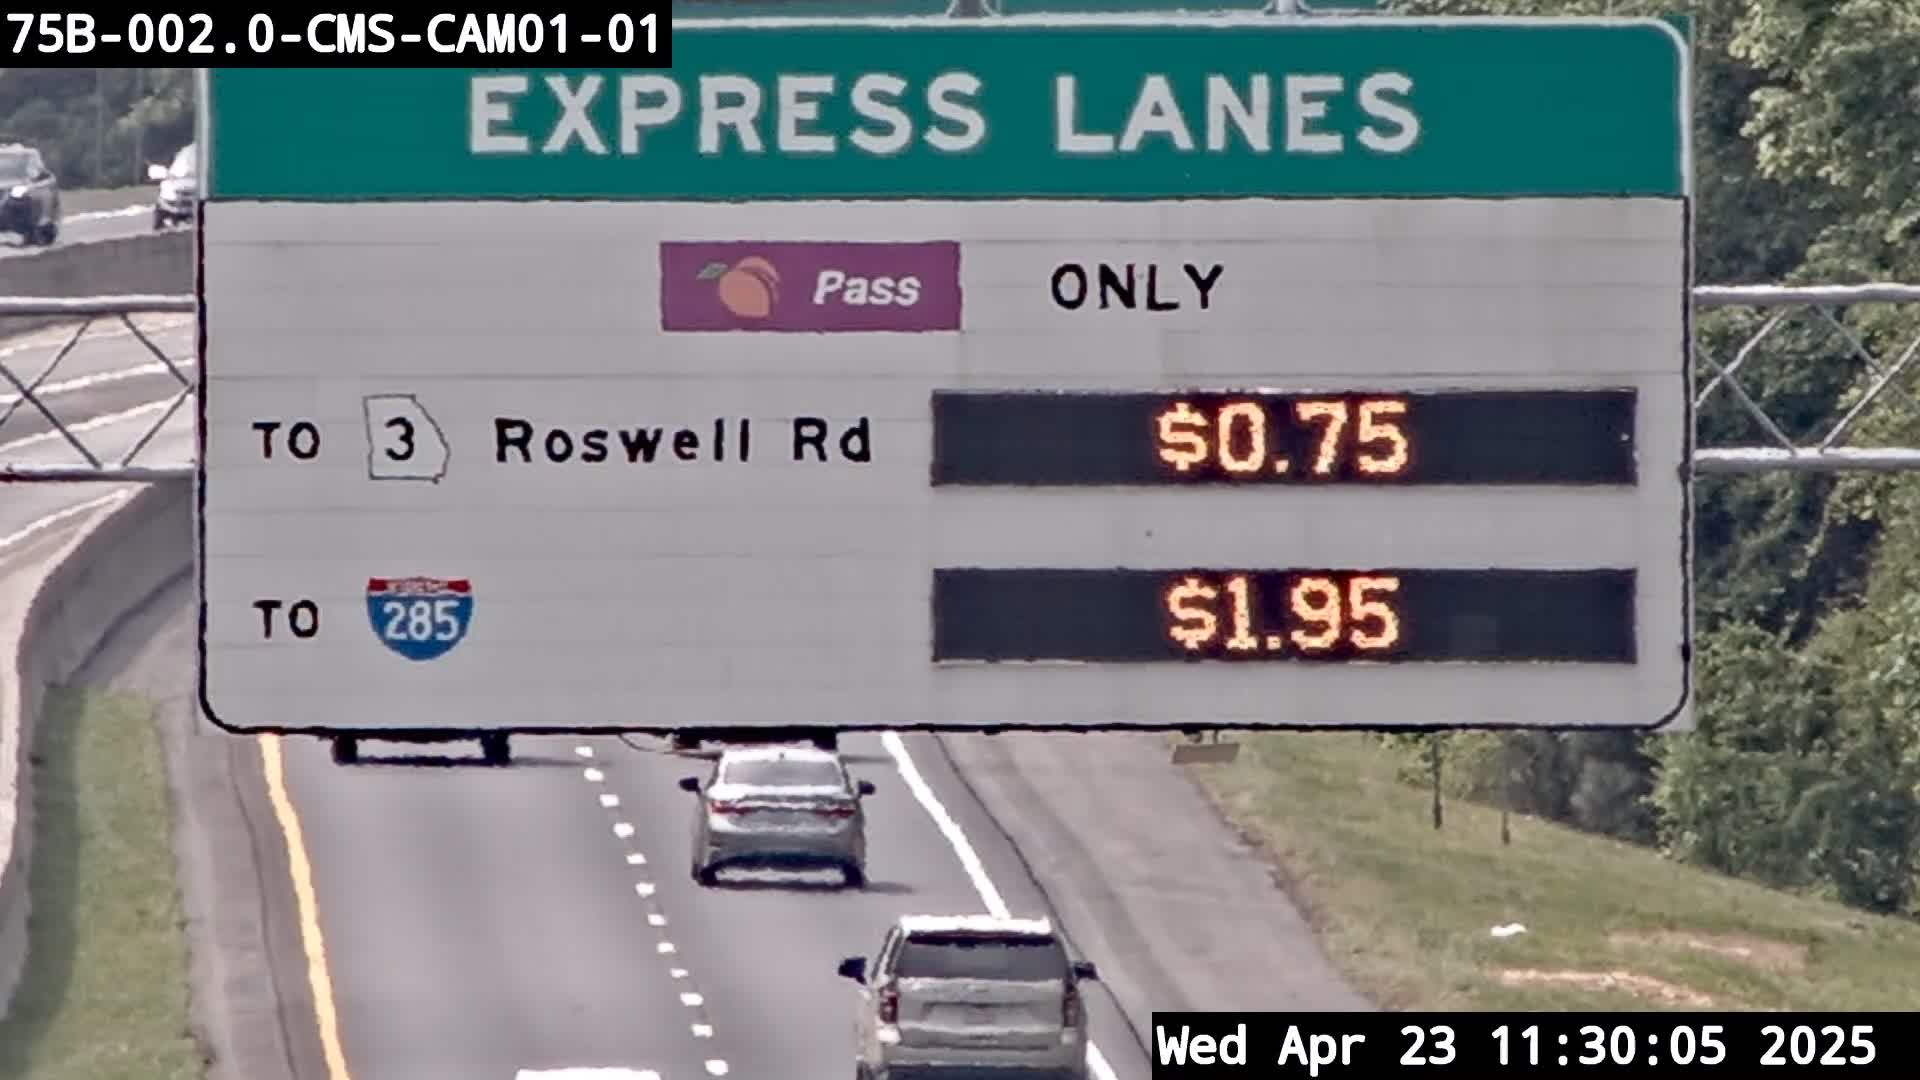 75B-002.0-CMS-CAM01-01
EXPRESS LANES
Pass ONLY
TO 3 Roswell Rd $0.75
TO 285 $1.95
Wed Apr 23 11:30:05 2025